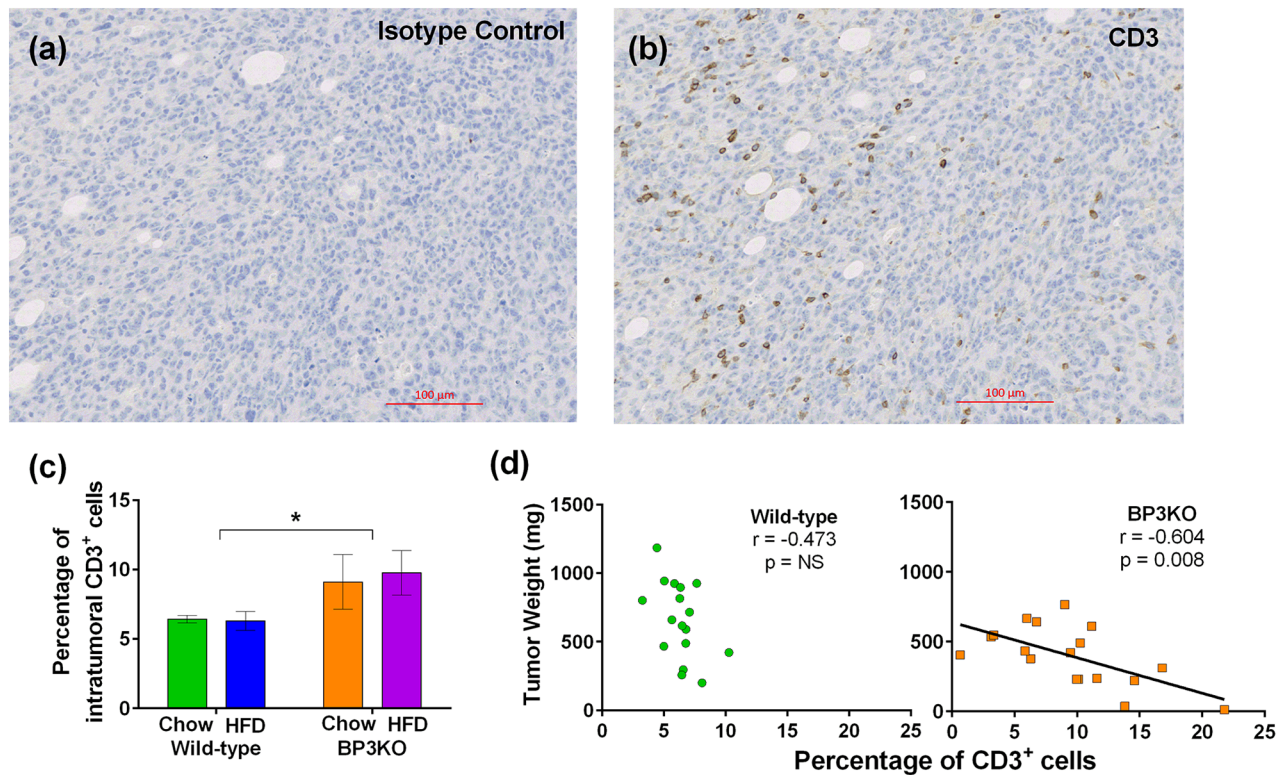 (a)
Isotype Control
100 µm
(b)
CD3
100 µm
(c)
Percentage of
intratumoral CD3⁺ cells
15
10
5
0
*
Chow HFD
Wild-type
Chow HFD
BP3KO
(d)
Tumor Weight (mg)
1500
1000
500
0
Wild-type
r = -0.473
p = NS
0 5 10 15 20 25
1500
1000
500
0
BP3KO
r = -0.604
p = 0.008
0 5 10 15 20 25
Percentage of CD3⁺ cells